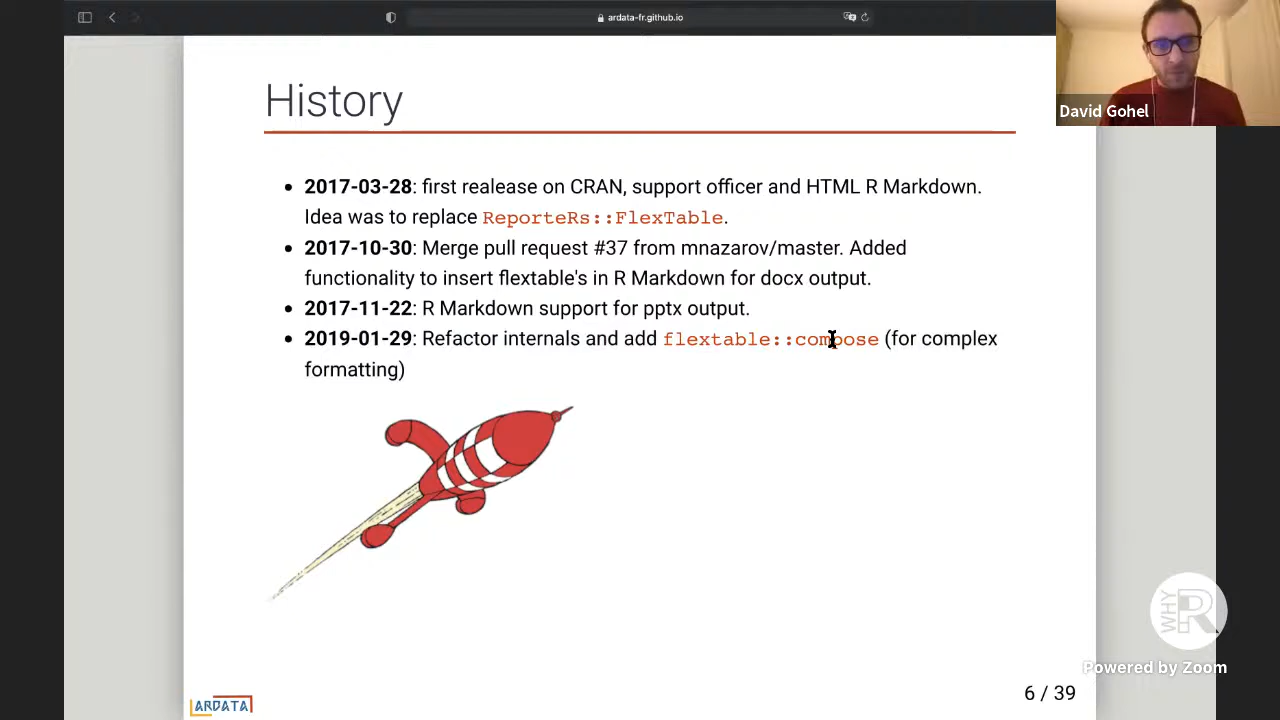 ardata-fr.github.io
David Gohel
History
2017-03-28: first realease on CRAN, support officer and HTML R Markdown.
Idea was to replace ReporteRs::FlexTable.
2017-10-30: Merge pull request #37 from mnazarov/master. Added
functionality to insert flextable's in R Markdown for docx output.
2017-11-22: R Markdown support for pptx output.
2019-01-29: Refactor internals and add flextable::compose (for complex
formatting)
WHY R
Powered by Zoom
6 / 39
ARDATA